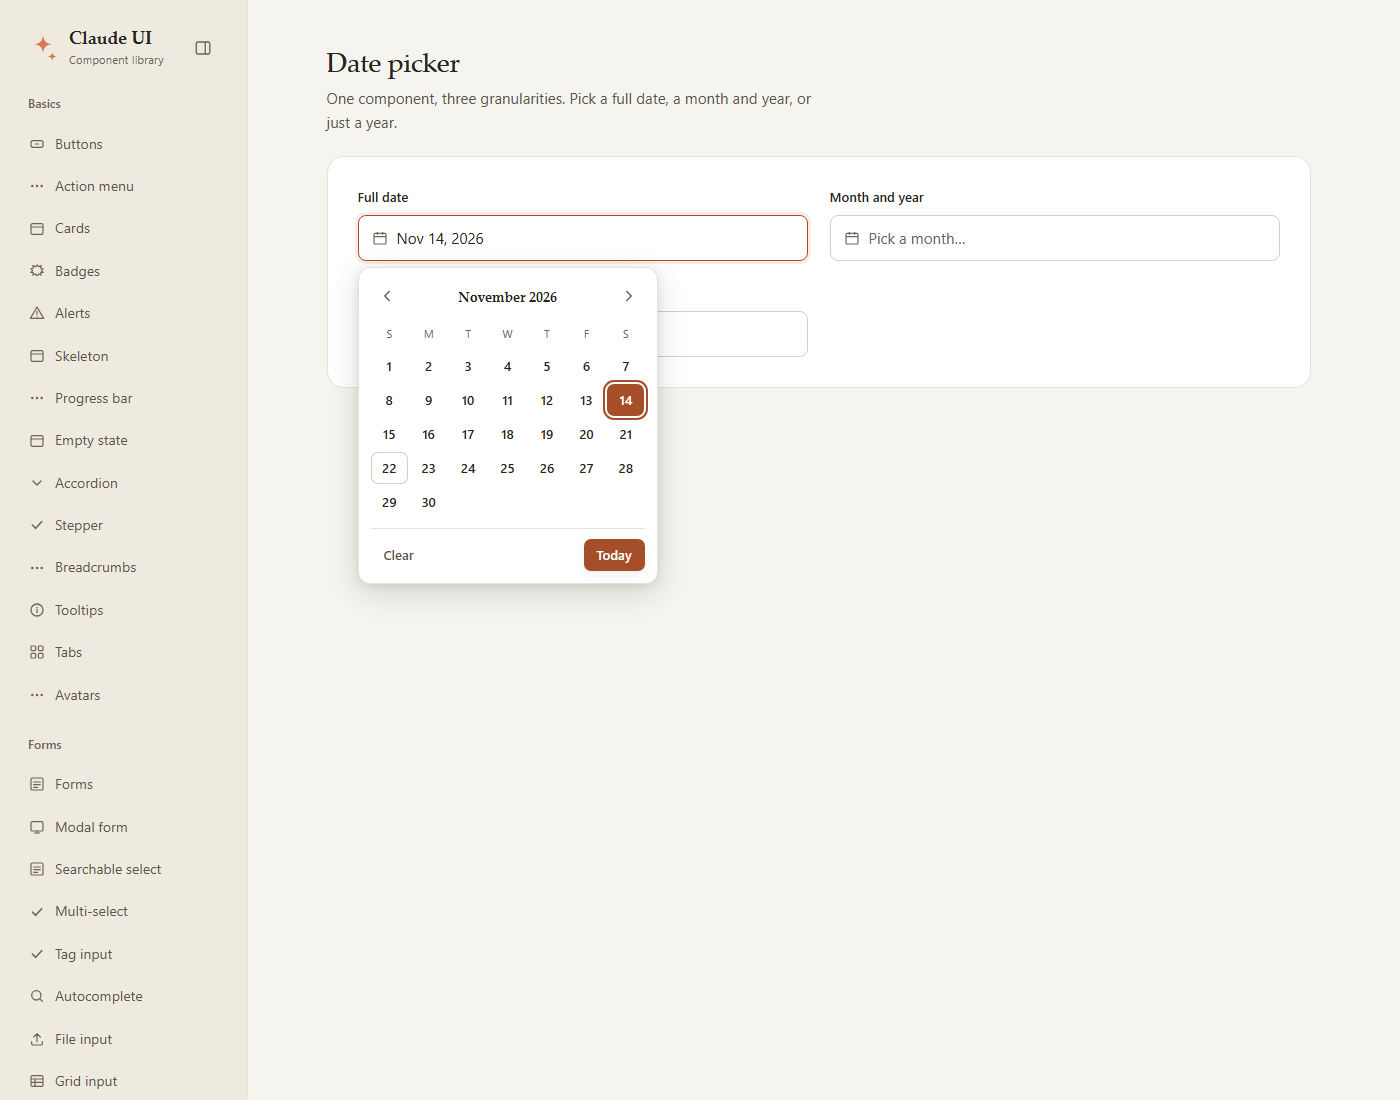 Claude UI
Component library
Basics
Buttons
Action menu
Cards
Badges
Alerts
Skeleton
Progress bar
Empty state
Accordion
Stepper
Breadcrumbs
Tooltips
Tabs
Avatars
Forms
Forms
Modal form
Searchable select
Multi-select
Tag input
Autocomplete
File input
Grid input
Date picker
One component, three granularities. Pick a full date, a month and year, or
just a year.
Full date
Nov 14, 2026
Month and year
Pick a month...
November 2026
S M T W T F S
1 2 3 4 5 6 7
8 9 10 11 12 13 14
15 16 17 18 19 20 21
22 23 24 25 26 27 28
29 30
Clear
Today